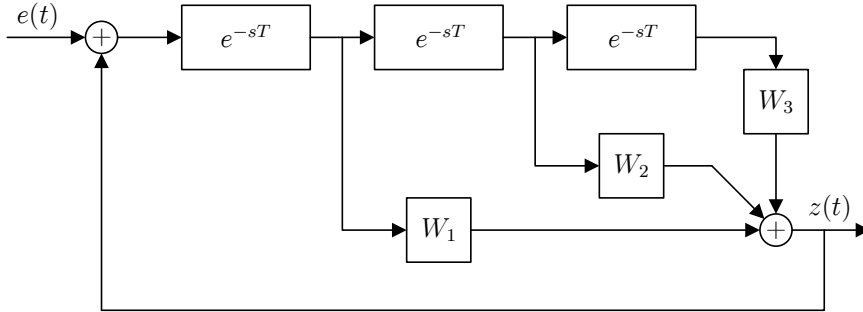 e(t)
+
e^{-sT}
e^{-sT}
e^{-sT}
W_3
W_2
W_1
+
z(t)